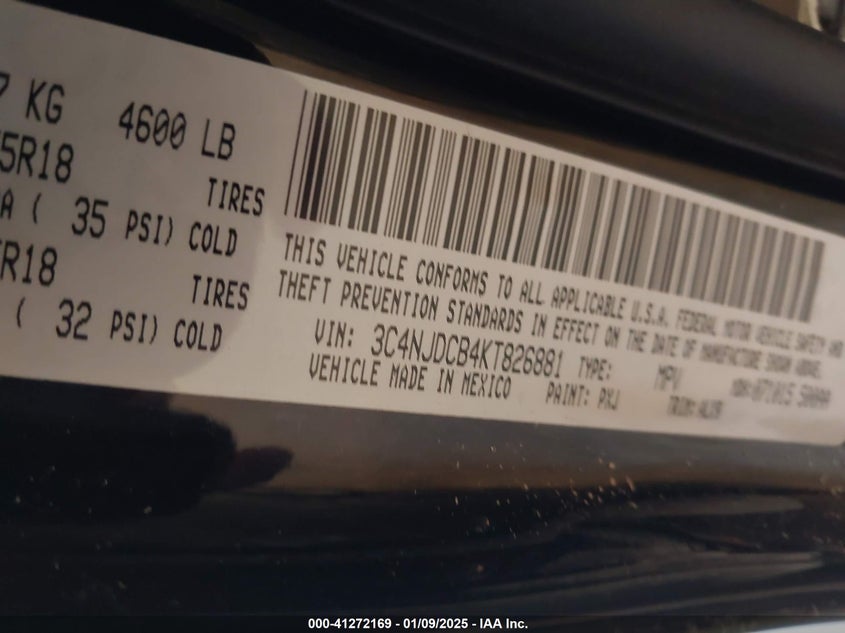 7 KG 4600 LB
5R18
TIRES
A ( 35 PSI) COLD
R18
TIRES
( 32 PSI) COLD
THIS VEHICLE CONFORMS TO ALL APPLICABLE U.S.A. FEDERAL MOTOR VEHICLE SAFETY AND
THEFT PREVENTION STANDARDS IN EFFECT ON THE DATE OF MANUFACTURE SHOWN ABOVE.
VIN: 3C4NJDCB4KT826881 TYPE: MPV
VEHICLE MADE IN MEXICO PAINT: PXJ TRIM:
000-41272169 - 01/09/2025 - IAA Inc.